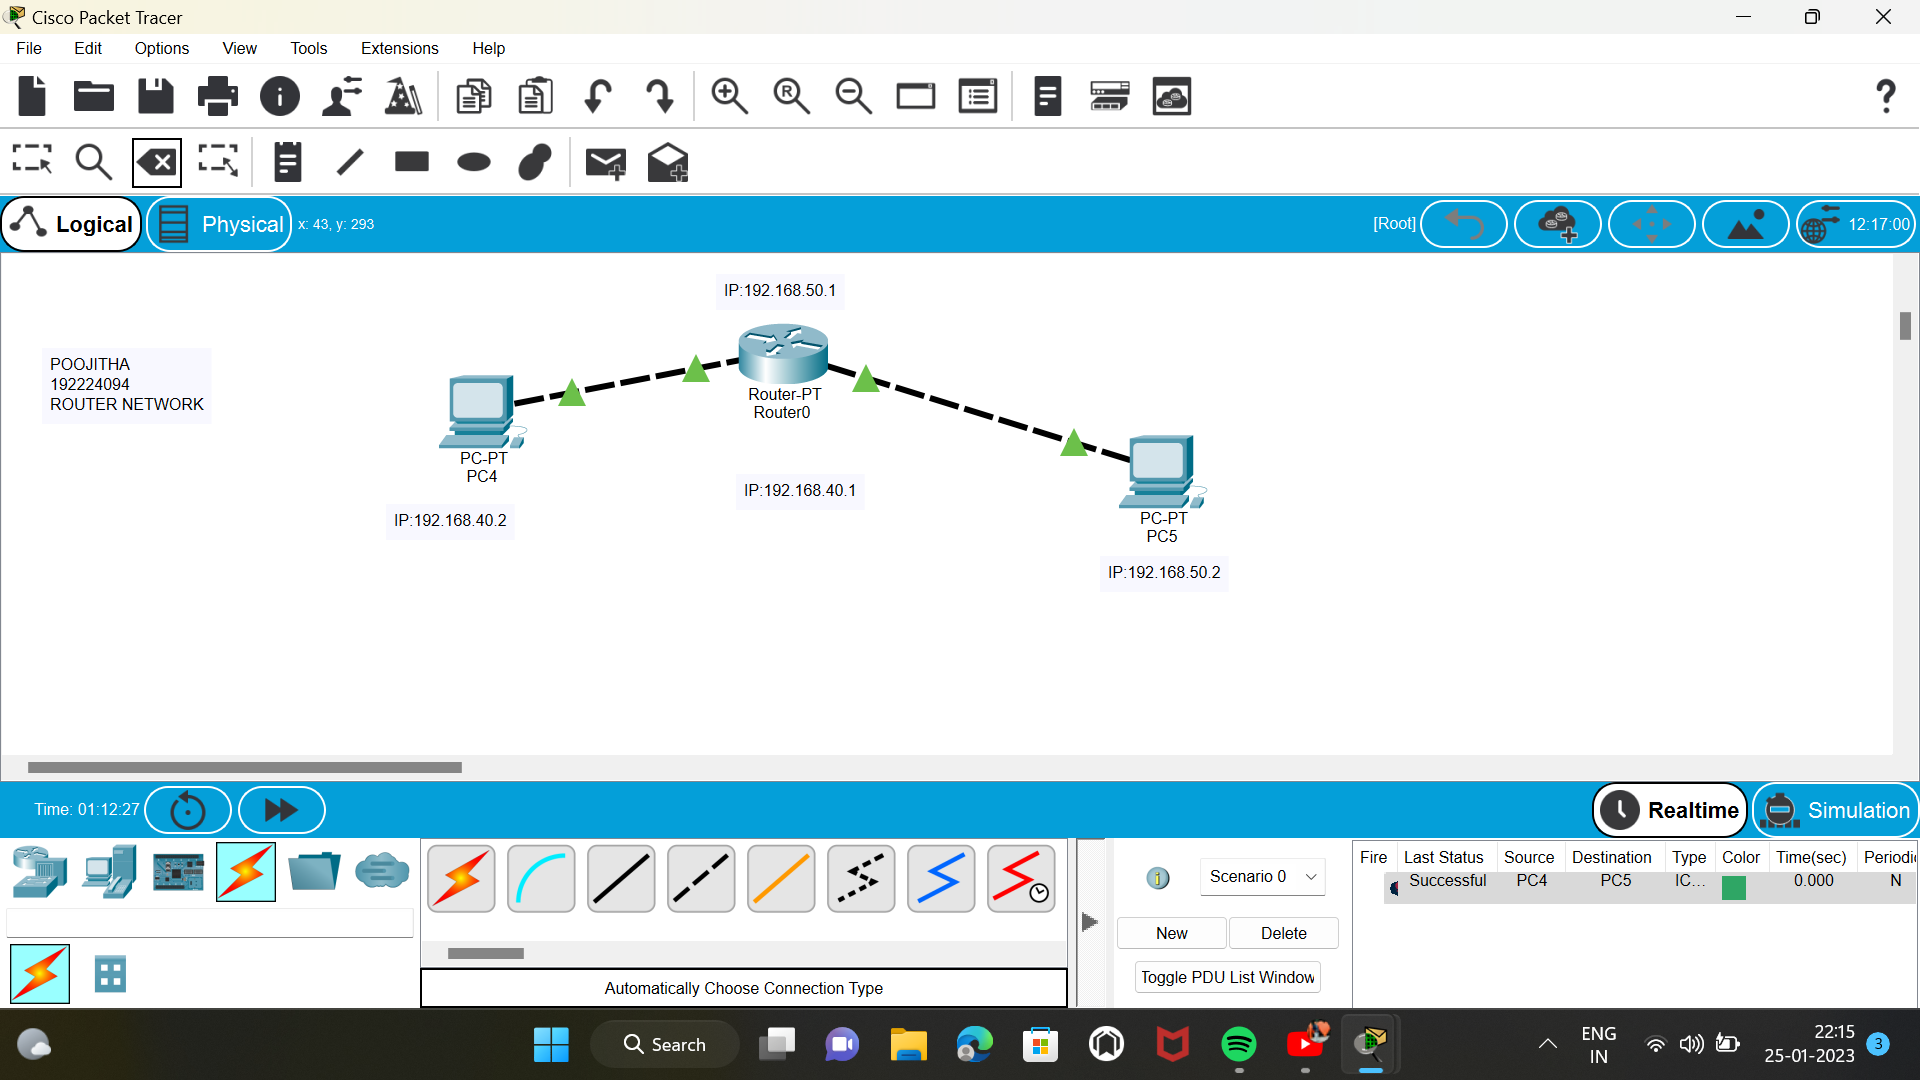 Cisco Packet Tracer
File Edit Options View Tools Extensions Help
Logical Physical x: 43, y: 293 [Root] 12:17:00
IP:192.168.50.1
POOJITHA
192224094
ROUTER NETWORK
Router-PT
Router0
PC-PT
PC4
IP:192.168.40.1
IP:192.168.40.2
PC-PT
PC5
IP:192.168.50.2
Time: 01:12:27 Realtime Simulation
Fire Last Status Source Destination Type Color Time(sec) Periodic
Successful PC4 PC5 IC... 0.000 N
Scenario 0
New Delete
Toggle PDU List Window
Automatically Choose Connection Type
Search
ENG
IN
22:15
25-01-2023
3